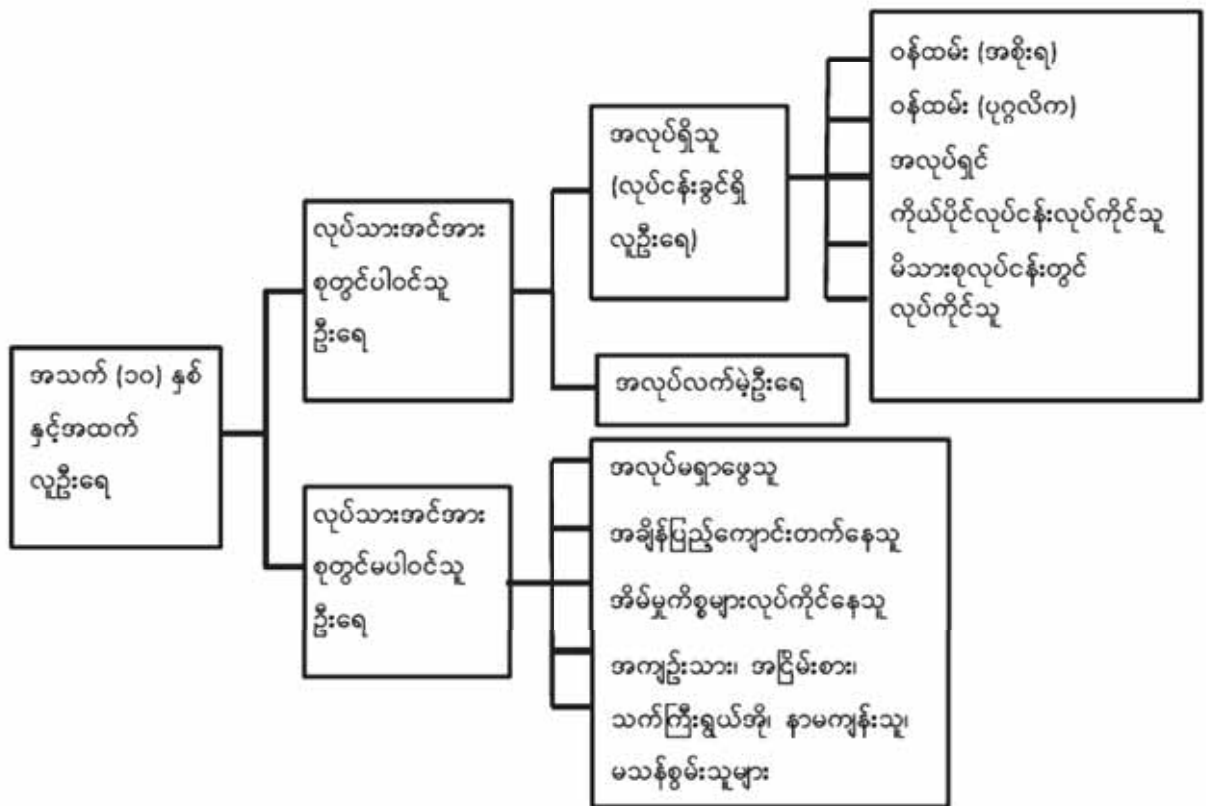 အသက် (၁၀) နှစ်
နှင့်အထက်
လူဦးရေ
လုပ်သားအင်အား
စုတွင်ပါဝင်သူ
ဦးရေ
အလုပ်ရှိသူ
(လုပ်ငန်းခွင်ရှိ
လူဦးရေ)
ဝန်ထမ်း (အစိုးရ)
ဝန်ထမ်း (ပုဂ္ဂလိက)
အလုပ်ရှင်
ကိုယ်ပိုင်လုပ်ငန်းလုပ်ကိုင်သူ
မိသားစုလုပ်ငန်းတွင်
လုပ်ကိုင်သူ
အလုပ်လက်မဲ့ဦးရေ
လုပ်သားအင်အား
စုတွင်မပါဝင်သူ
ဦးရေ
အလုပ်မရှာဖွေသူ
အချိန်ပြည့်ကျောင်းတက်နေသူ
အိမ်မှုကိစ္စများလုပ်ကိုင်နေသူ
အကျဉ်းသား၊ အငြိမ်းစား၊
သက်ကြီးရွယ်အို၊ နာမကျန်းသူ၊
မသန်စွမ်းသူများ